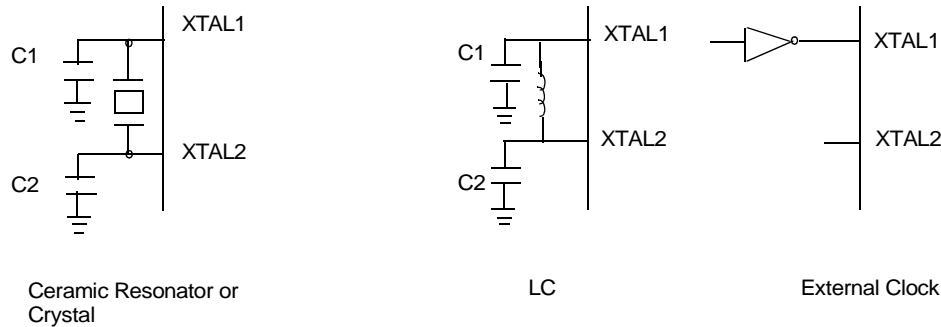 XTAL1
C1
XTAL2
C2
Ceramic Resonator or
Crystal
XTAL1
C1
XTAL2
C2
LC
XTAL1
XTAL2
External Clock